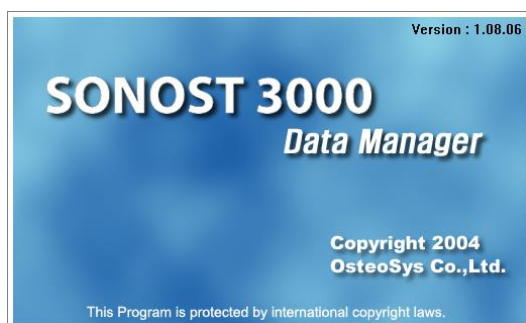 Version : 1.08.06
SONOST 3000
Data Manager
Copyright 2004
OsteoSys Co.,Ltd.
This Program is protected by international copyright laws.